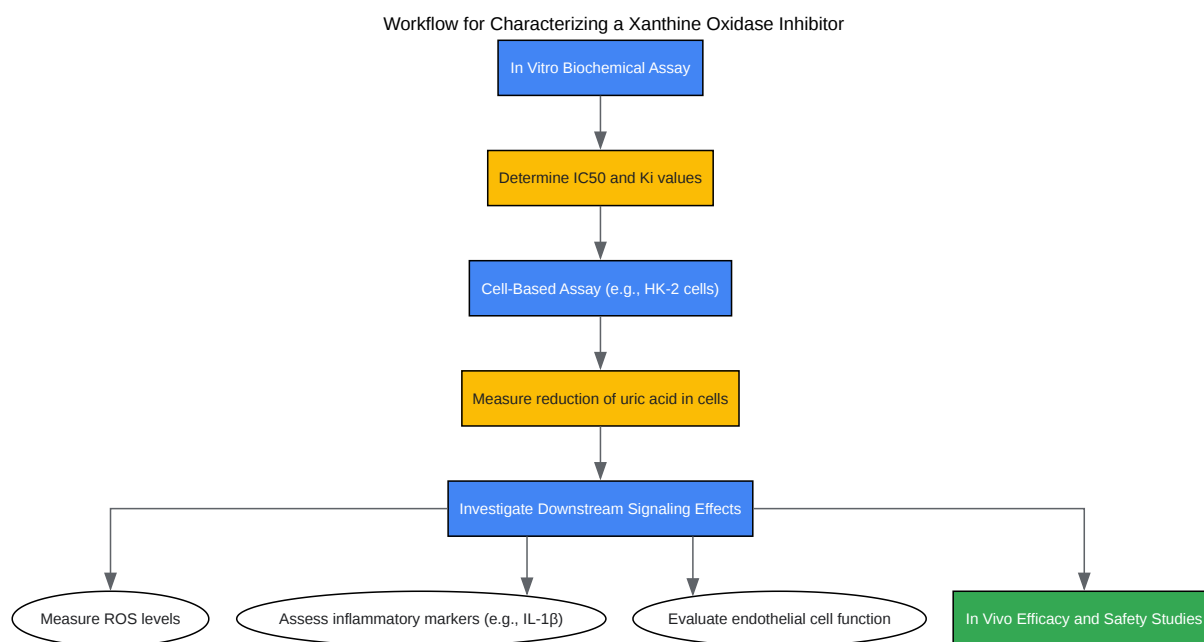 Workflow for Characterizing a Xanthine Oxidase Inhibitor
In Vitro Biochemical Assay
Determine IC50 and Ki values
Cell-Based Assay (e.g., HK-2 cells)
Measure reduction of uric acid in cells
Investigate Downstream Signaling Effects
Measure ROS levels
Assess inflammatory markers (e.g., IL-1β)
Evaluate endothelial cell function
In Vivo Efficacy and Safety Studies